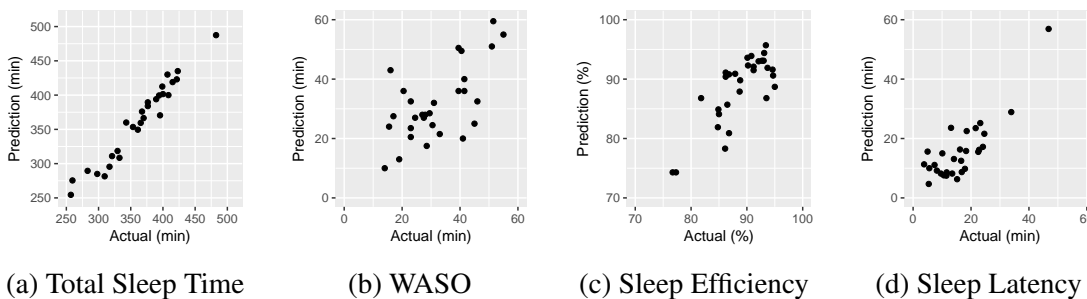 500
450
400
350
300
250
Prediction (min)
250 300 350 400 450 500
Actual (min)
(a) Total Sleep Time
60
40
20
0
Prediction (min)
0 20 40 60
Actual (min)
(b) WASO
100
90
80
70
Prediction (%)
70 80 90 100
Actual (%)
(c) Sleep Efficiency
60
40
20
0
Prediction (min)
0 20 40 60
Actual (min)
(d) Sleep Latency